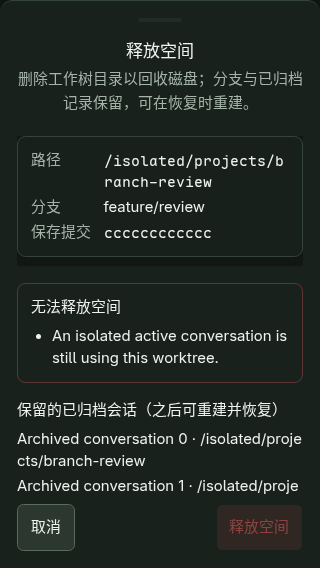 释放空间
删除工作树目录以回收磁盘；分支与已归档
记录保留，可在恢复时重建。
路径 /isolated/projects/b
ranch-review
分支 feature/review
保存提交 cccccccccccc
无法释放空间
• An isolated active conversation is
still using this worktree.
保留的已归档会话（之后可重建并恢复）
Archived conversation 0 · /isolated/proje
cts/branch-review
Archived conversation 1 · /isolated/proje
取消 释放空间